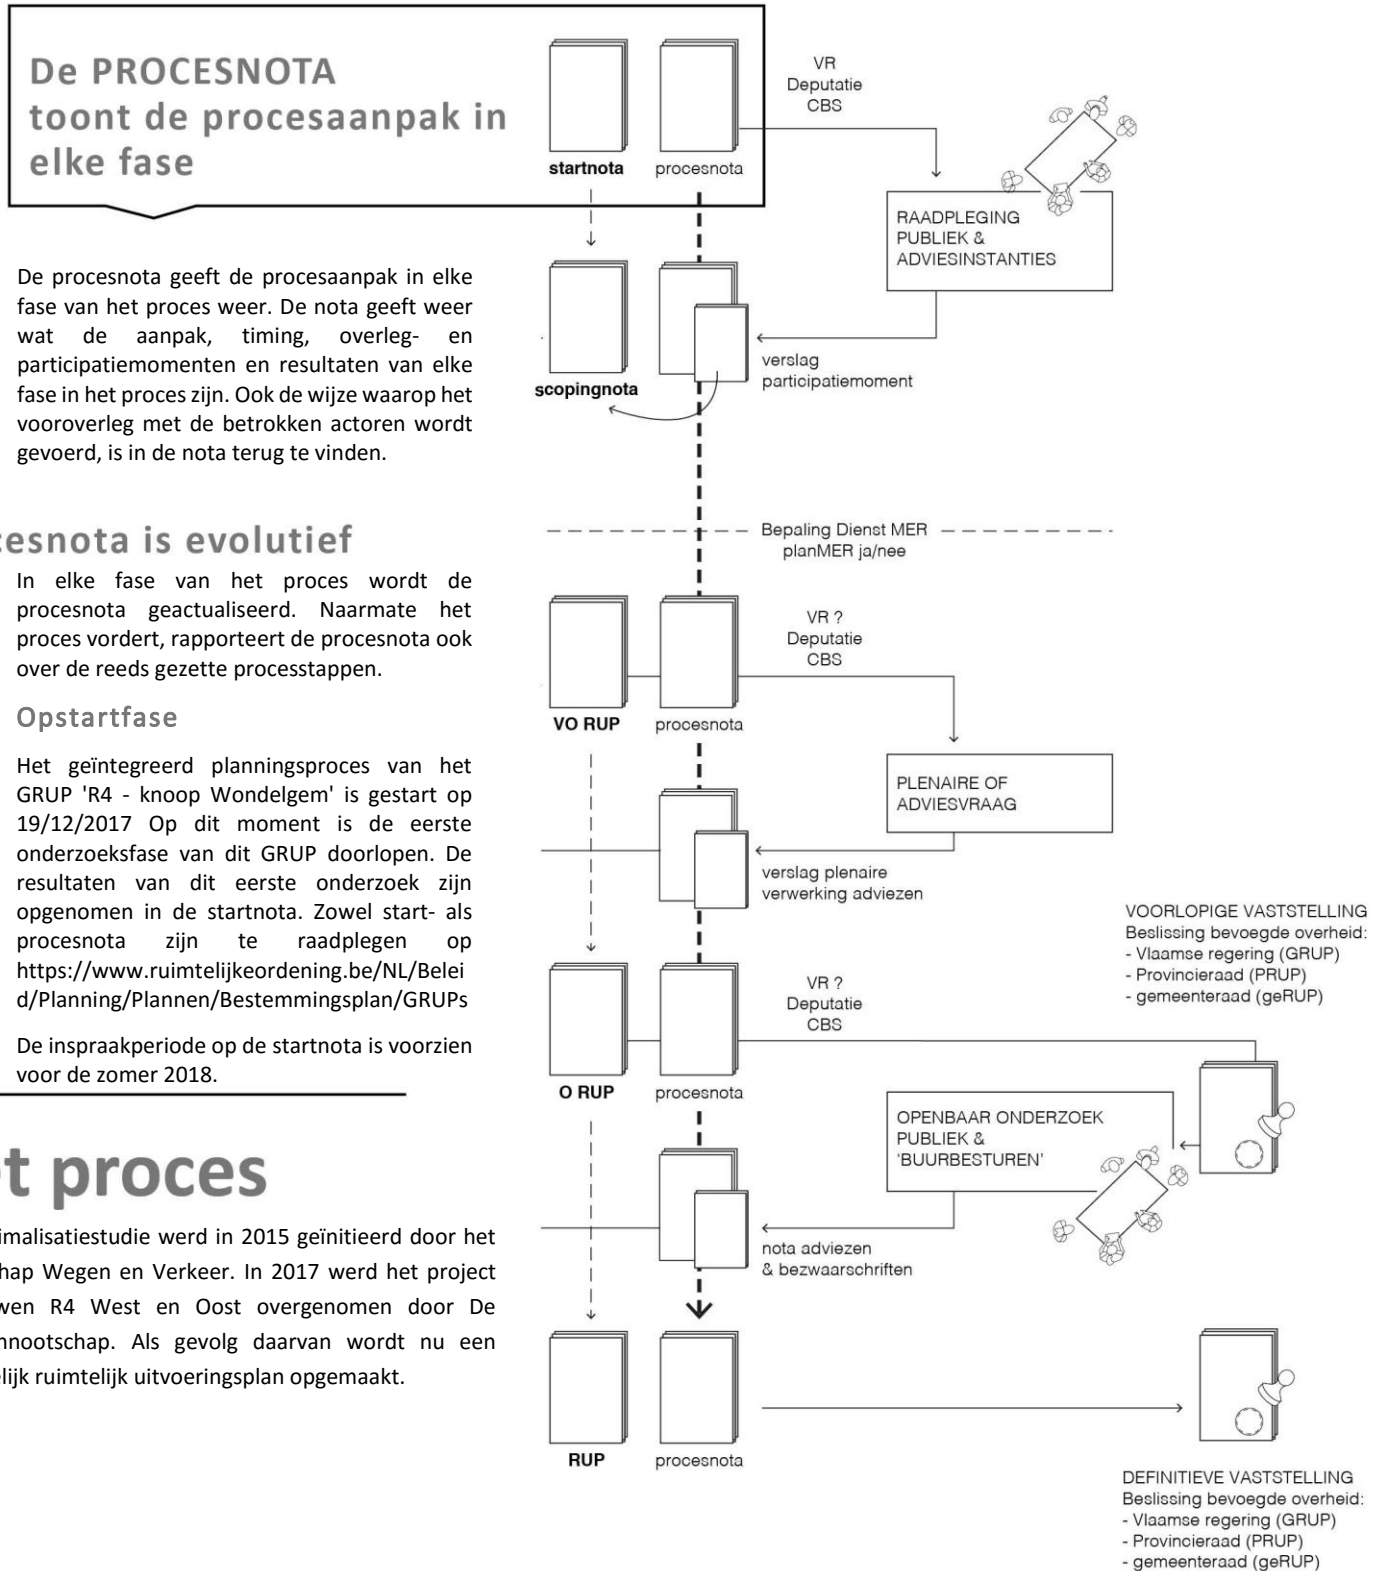 De PROCESNOTA
toont de procesaanpak in
elke fase
De procesnota geeft de procesaanpak in elke
fase van het proces weer. De nota geeft weer
wat de aanpak, timing, overleg- en
participatiemomenten en resultaten van elke
fase in het proces zijn. Ook de wijze waarop het
vooroverleg met de betrokken actoren wordt
gevoerd, is in de nota terug te vinden.
cesnota is evolutief
In elke fase van het proces wordt de
procesnota geactualiseerd. Naarmate het
proces vordert, rapporteert de procesnota ook
over de reeds gezette processtappen.
Opstartfase
Het geïntegreerd planningsproces van het
GRUP 'R4 - knoop Wondelgem' is gestart op
19/12/2017 Op dit moment is de eerste
onderzoeksfase van dit GRUP doorlopen. De
resultaten van dit eerste onderzoek zijn
opgenomen in de startnota. Zowel start- als
procesnota zijn te raadplegen op
https://www.ruimtelijkeordening.be/NL/Belei
d/Planning/Plannen/Bestemmingsplan/GRUPs
De inspraakperiode op de startnota is voorzien
voor de zomer 2018.
et proces
imalisatiestudie werd in 2015 geïnitieerd door het
hap Wegen en Verkeer. In 2017 werd het project
wen R4 West en Oost overgenomen door De
nnootschap. Als gevolg daarvan wordt nu een
elijk ruimtelijk uitvoeringsplan opgemaakt.
startnota
procesnota
VR
Deputatie
CBS
RAADPLEGING
PUBLIEK &
ADVIESINSTANTIES
scopingnota
verslag
participatiemoment
Bepaling Dienst MER
planMER ja/nee
VO RUP
procesnota
VR ?
Deputatie
CBS
PLENAIRE OF
ADVIESVRAAG
verslag plenaire
verwerking adviezen
VOORLOPIGE VASTSTELLING
Beslissing bevoegde overheid:
- Vlaamse regering (GRUP)
- Provincieraad (PRUP)
- gemeenteraad (geRUP)
VR ?
Deputatie
CBS
O RUP
procesnota
OPENBAAR ONDERZOEK
PUBLIEK &
'BUURBESTUREN'
nota adviezen
& bezwaarschriften
RUP
procesnota
DEFINITIEVE VASTSTELLING
Beslissing bevoegde overheid:
- Vlaamse regering (GRUP)
- Provincieraad (PRUP)
- gemeenteraad (geRUP)